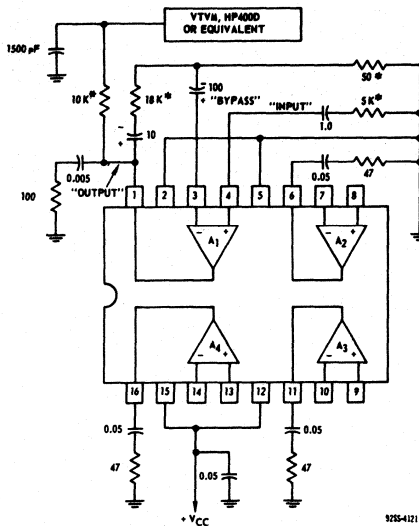 VTVM, HP400D
OR EQUIVALENT
1500 pF
10 K*
18 K*
100
"BYPASS"
50 *
"INPUT"
5 K*
1.0
10
0.005
"OUTPUT"
100
0.05
47
1 2 3 4 5 6 7 8
A1
A2
A4
A3
16 15 14 13 12 11 10 9
0.05
47
0.05
0.05
47
+ VCC
92SS-4121